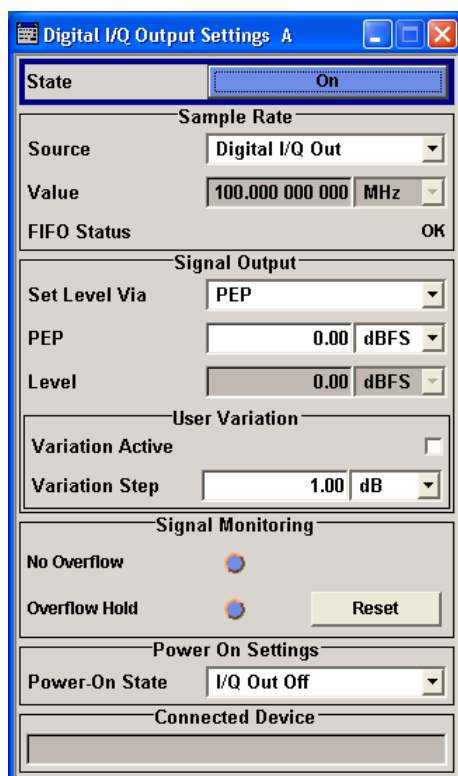 Digital I/Q Output Settings A
State On
Sample Rate
Source Digital I/Q Out
Value 100.000 000 000 MHz
FIFO Status OK
Signal Output
Set Level Via PEP
PEP 0.00 dBFS
Level 0.00 dBFS
User Variation
Variation Active
Variation Step 1.00 dB
Signal Monitoring
No Overflow
Overflow Hold Reset
Power On Settings
Power-On State I/Q Out Off
Connected Device